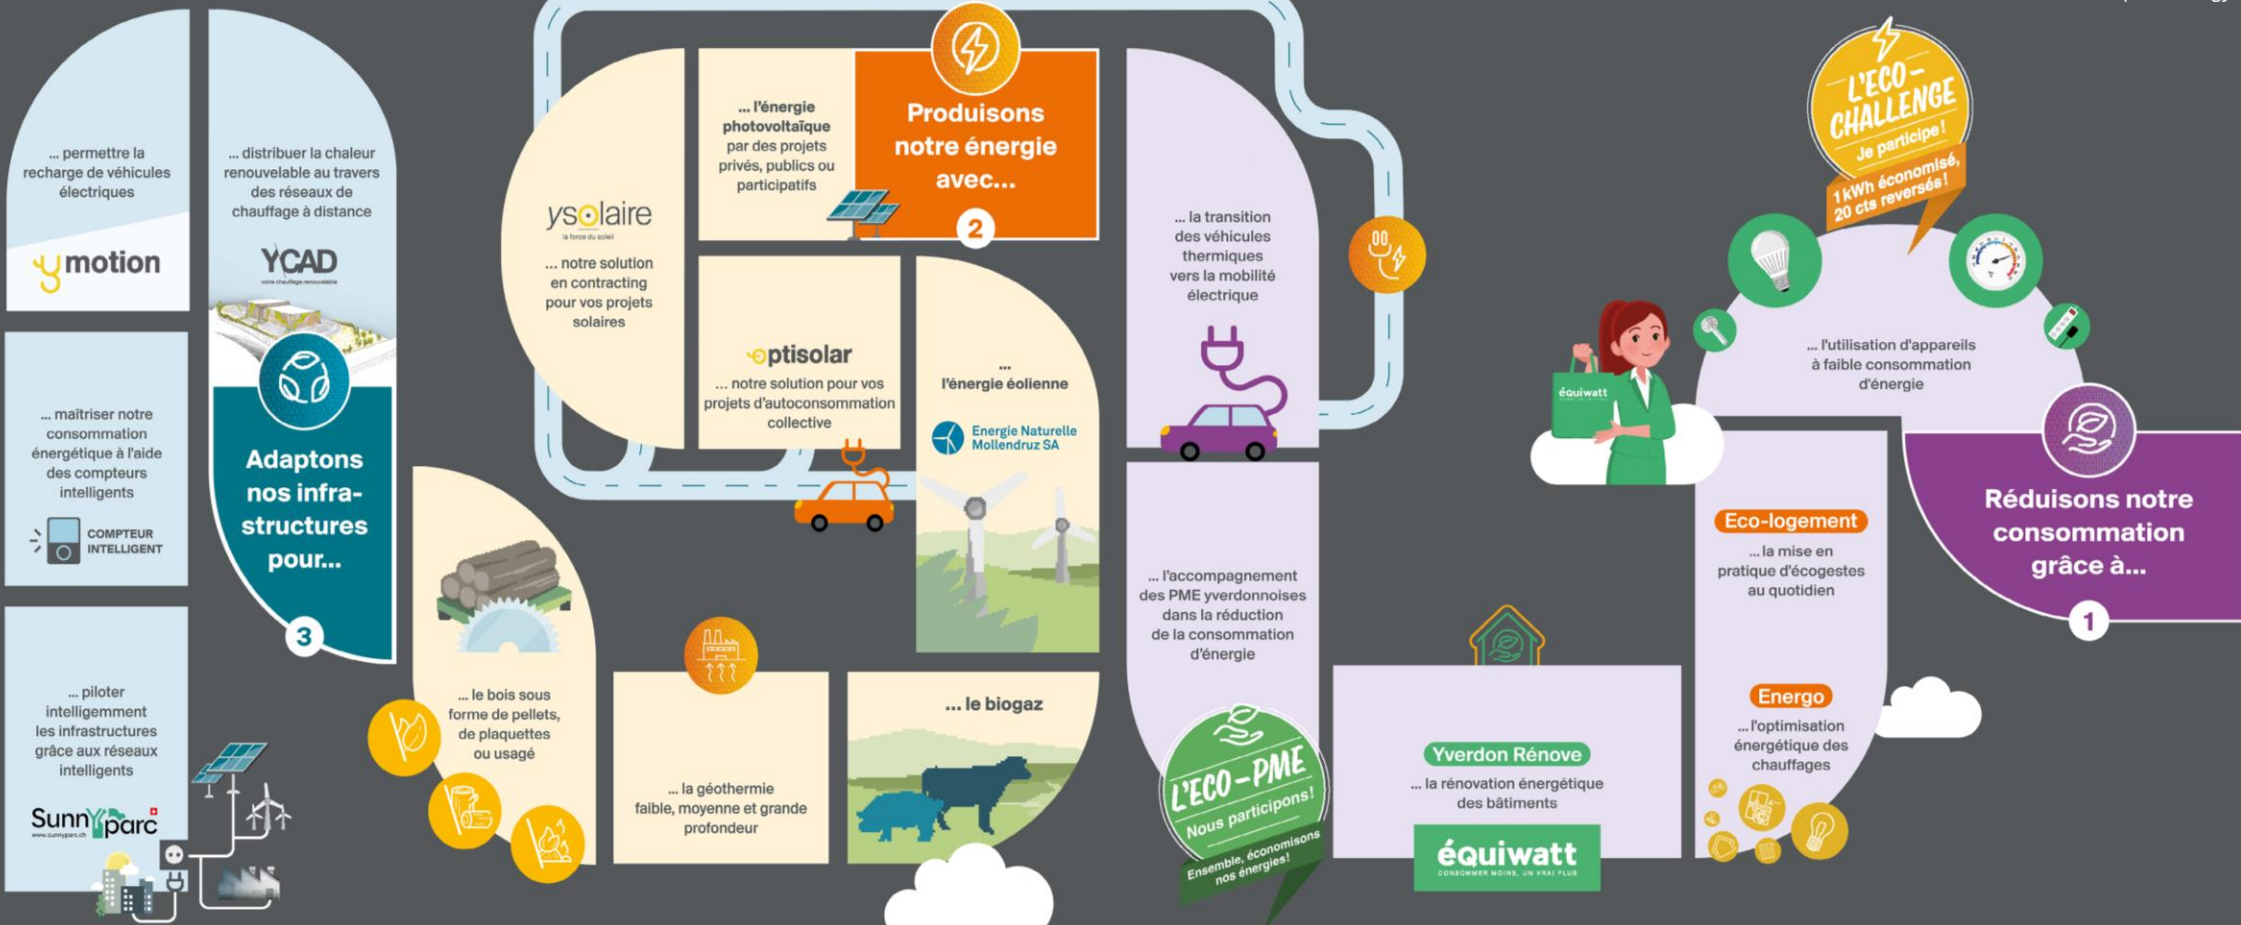 ... permettre la
recharge de véhicules
électriques
ymotion
... distribuer la chaleur
renouvelable au travers
des réseaux de
chauffage à distance
YCAD
votre chauffage renouvelable
... maîtriser notre
consommation
énergétique à l'aide
des compteurs
intelligents
COMPTEUR
INTELLIGENT
Adaptons
nos infra-
structures
pour...
3
... piloter
intelligemment
les infrastructures
grâce aux réseaux
intelligents
SunnYparc
www.sunnyparc.ch
ysolaire
la force du soleil
... notre solution
en contracting
pour vos projets
solaires
... l'énergie
photovoltaïque
par des projets
privés, publics ou
participatifs
Produisons
notre énergie
avec...
2
optisolar
... notre solution pour vos
projets d'autoconsommation
collective
...
l'énergie éolienne
Energie Naturelle
Mollendruz SA
... le bois sous
forme de pellets,
de plaquettes
ou usagé
... la géothermie
faible, moyenne et grande
profondeur
... le biogaz
... la transition
des véhicules
thermiques
vers la mobilité
électrique
... l'accompagnement
des PME yverdonnoises
dans la réduction
de la consommation
d'énergie
L'ECO-PME
Nous participons!
Ensemble, économisons
nos énergies!
Yverdon Rénove
... la rénovation énergétique
des bâtiments
équiwatt
CONSOMMER MOINS, UN VRAI PLUS
L'ECO-
CHALLENGE
Je participe!
1 kWh économisé,
20 cts reversés!
équiwatt
... l'utilisation d'appareils
à faible consommation
d'énergie
Eco-logement
... la mise en
pratique d'écogestes
au quotidien
Energo
...l'optimisation
énergétique des
chauffages
Réduisons notre
consommation
grâce à...
1